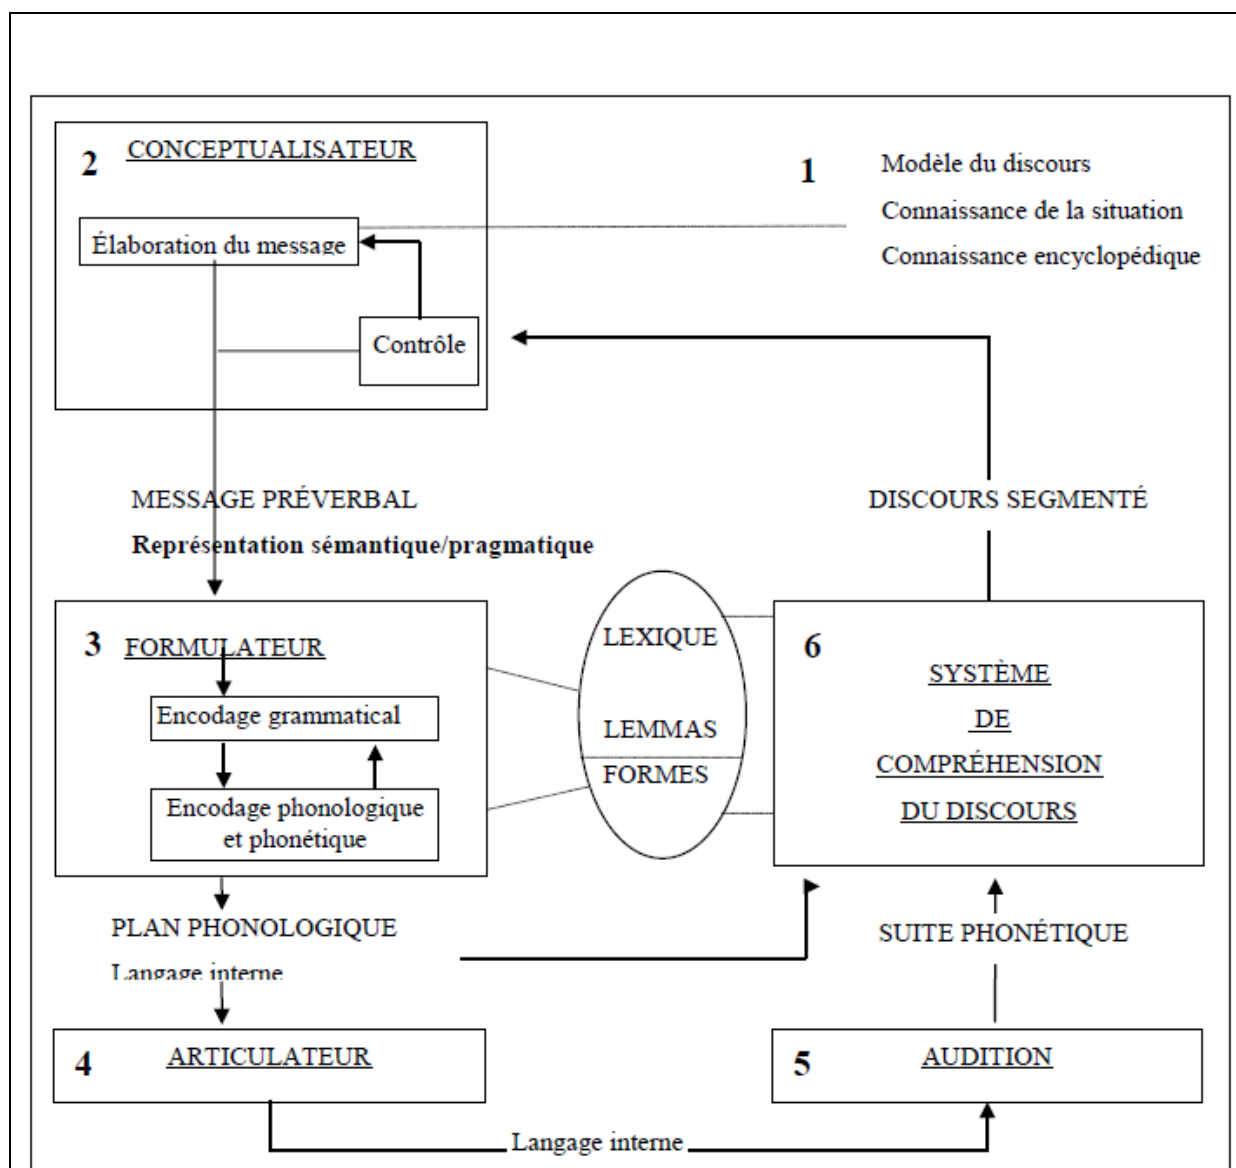 2 CONCEPTUALISATEUR
Élaboration du message
Contrôle
1 Modèle du discours
Connaissance de la situation
Connaissance encyclopédique
MESSAGE PRÉVERBAL
Représentation sémantique/pragmatique
DISCOURS SEGMENTÉ
3 FORMULATEUR
Encodage grammatical
Encodage phonologique
et phonétique
LEXIQUE
LEMMAS
FORMES
6
SYSTÈME
DE
COMPRÉHENSION
DU DISCOURS
PLAN PHONOLOGIQUE
Langage interne
SUITE PHONÉTIQUE
4 ARTICULATEUR
5 AUDITION
Langage interne